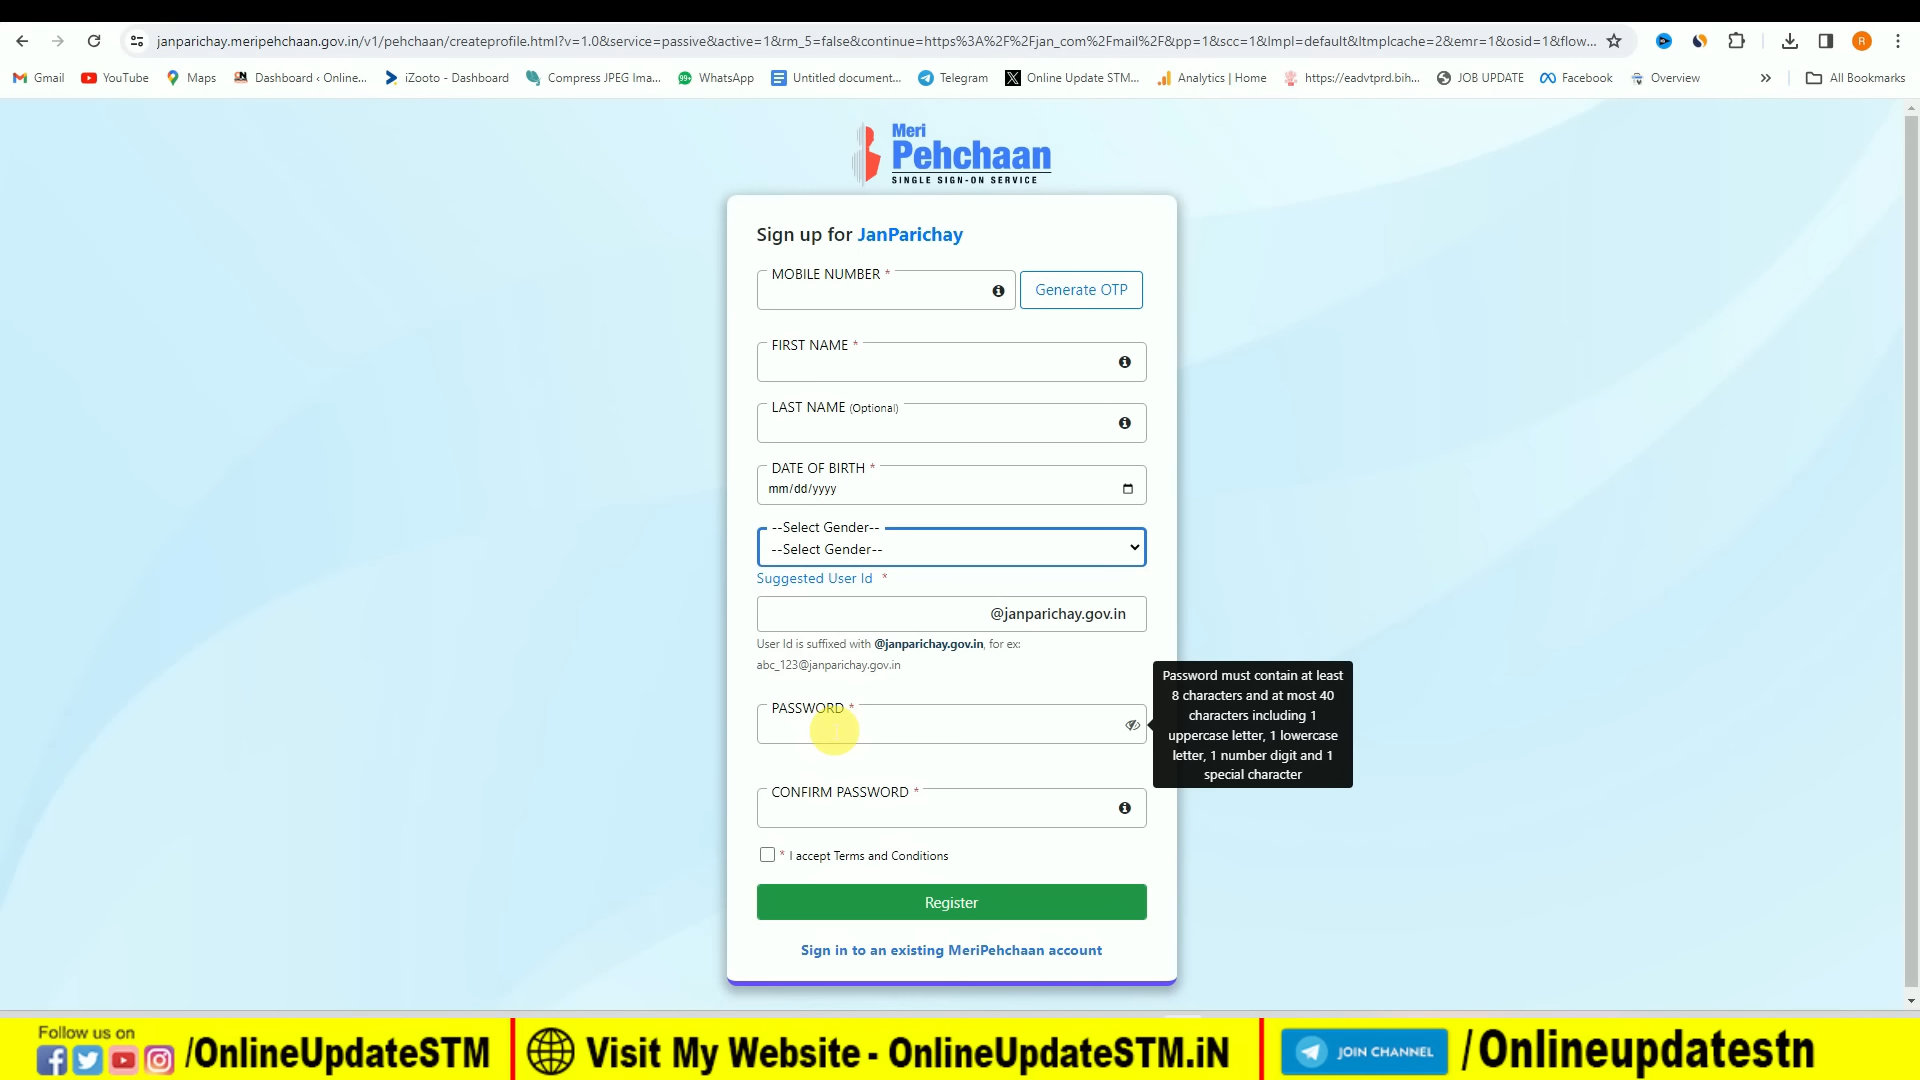 janparichay.meripehchaan.gov.in/v1/pehchaan/createprofile.html?v=1.0&service=passive&active=1&rm_5=false&continue=https%3A%2F%2Fjan_com%2Fmail%2F&pp=1&scc=1&lmpl=default&ltmplcache=2&emr=1&osid=1&flow...
R
Gmail YouTube Maps Dashboard ‹ Online... iZooto - Dashboard Compress JPEG Ima... 99+ WhatsApp Untitled document... Telegram Online Update STM... Analytics | Home https://eadvtprd.bih... JOB UPDATE Facebook Overview » All Bookmarks
Meri
Pehchaan
SINGLE SIGN-ON SERVICE
Sign up for JanParichay
MOBILE NUMBER *
Generate OTP
FIRST NAME *
LAST NAME (Optional)
DATE OF BIRTH *
mm/dd/yyyy
--Select Gender--
--Select Gender--
Suggested User Id *
@janparichay.gov.in
User Id is suffixed with @janparichay.gov.in, for ex:
abc_123@janparichay.gov.in
PASSWORD *
Password must contain at least
8 characters and at most 40
characters including 1
uppercase letter, 1 lowercase
letter, 1 number digit and 1
special character
CONFIRM PASSWORD *
* I accept Terms and Conditions
Register
Sign in to an existing MeriPehchaan account
Follow us on
/OnlineUpdateSTM
Visit My Website - OnlineUpdateSTM.iN
JOIN CHANNEL
/Onlineupdatestn